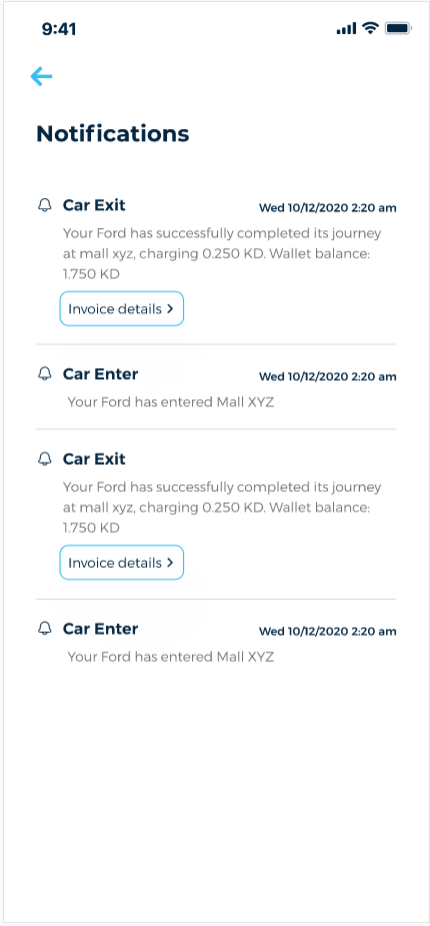 9:41
Notifications
Car Exit
Wed 10/12/2020 2:20 am
Your Ford has successfully completed its journey
at mall xyz, charging 0.250 KD. Wallet balance:
1.750 KD
Invoice details >
Car Enter
Wed 10/12/2020 2:20 am
Your Ford has entered Mall XYZ
Car Exit
Your Ford has successfully completed its journey
at mall xyz, charging 0.250 KD. Wallet balance:
1.750 KD
Invoice details >
Car Enter
Wed 10/12/2020 2:20 am
Your Ford has entered Mall XYZ